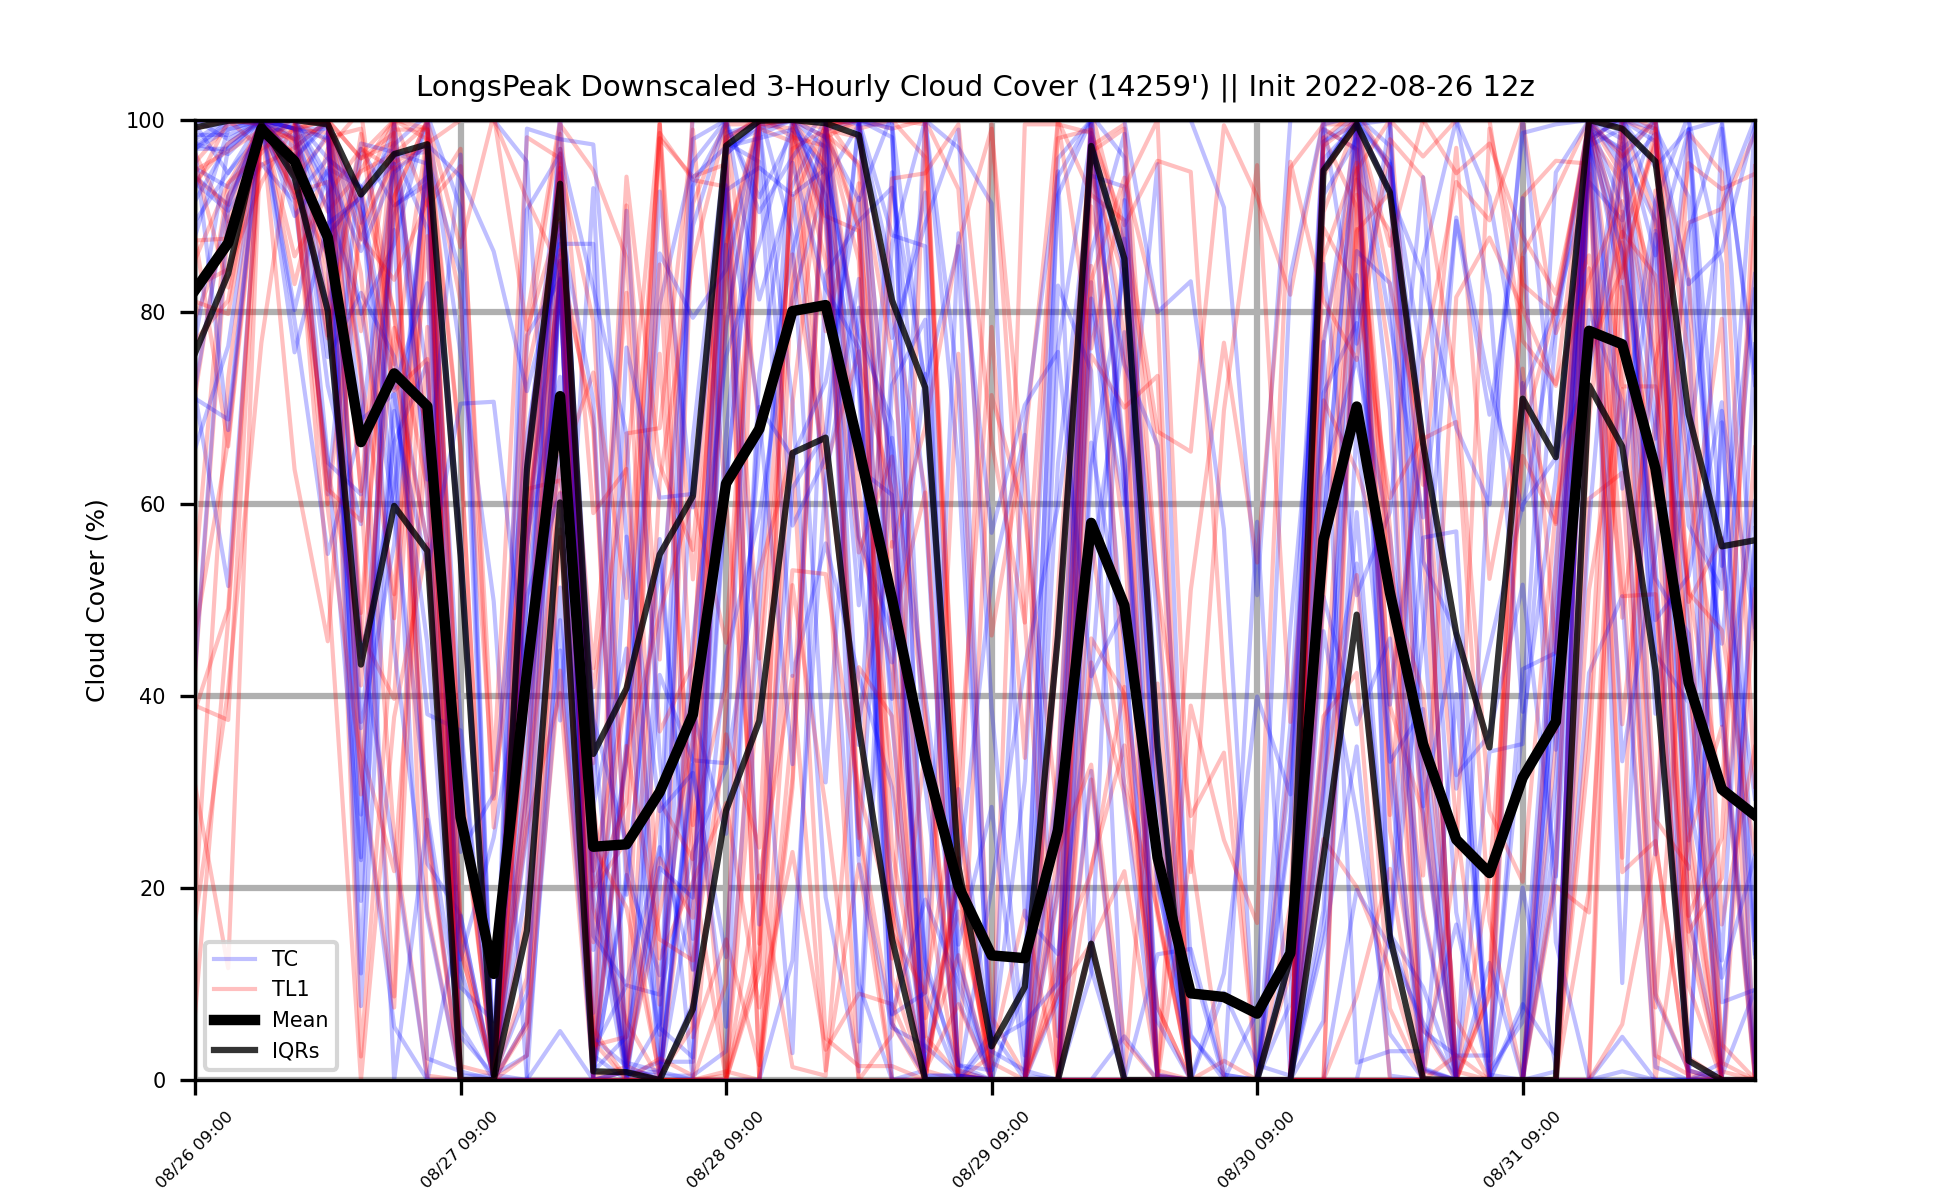 LongsPeak Downscaled 3-Hourly Cloud Cover (14259') || Init 2022-08-26 12z
Cloud Cover (%)
100
80
60
40
20
0
TC
TL1
Mean
IQRs
08/26 09:00
08/27 09:00
08/28 09:00
08/29 09:00
08/30 09:00
08/31 09:00